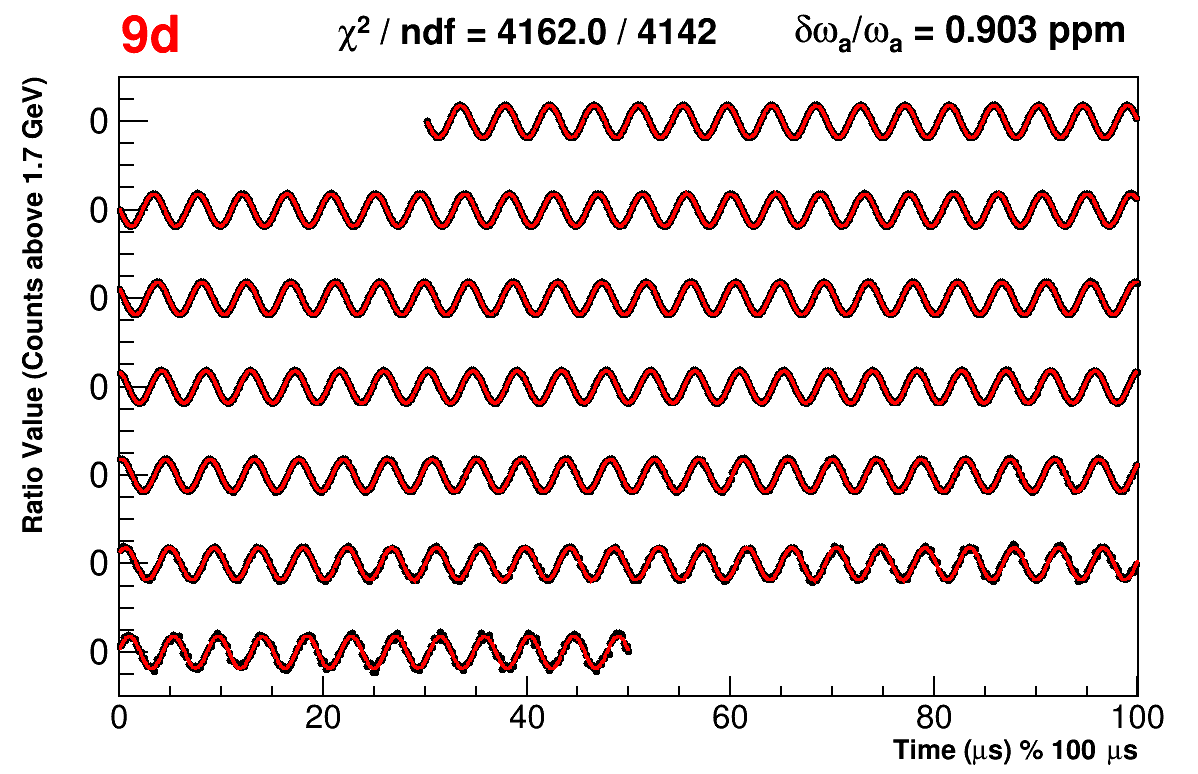 9d
χ² / ndf = 4162.0 / 4142
δωₐ/ωₐ = 0.903 ppm
Ratio Value (Counts above 1.7 GeV)
0
0
0
0
0
0
0
0 20 40 60 80 100
Time (μs) % 100 μs